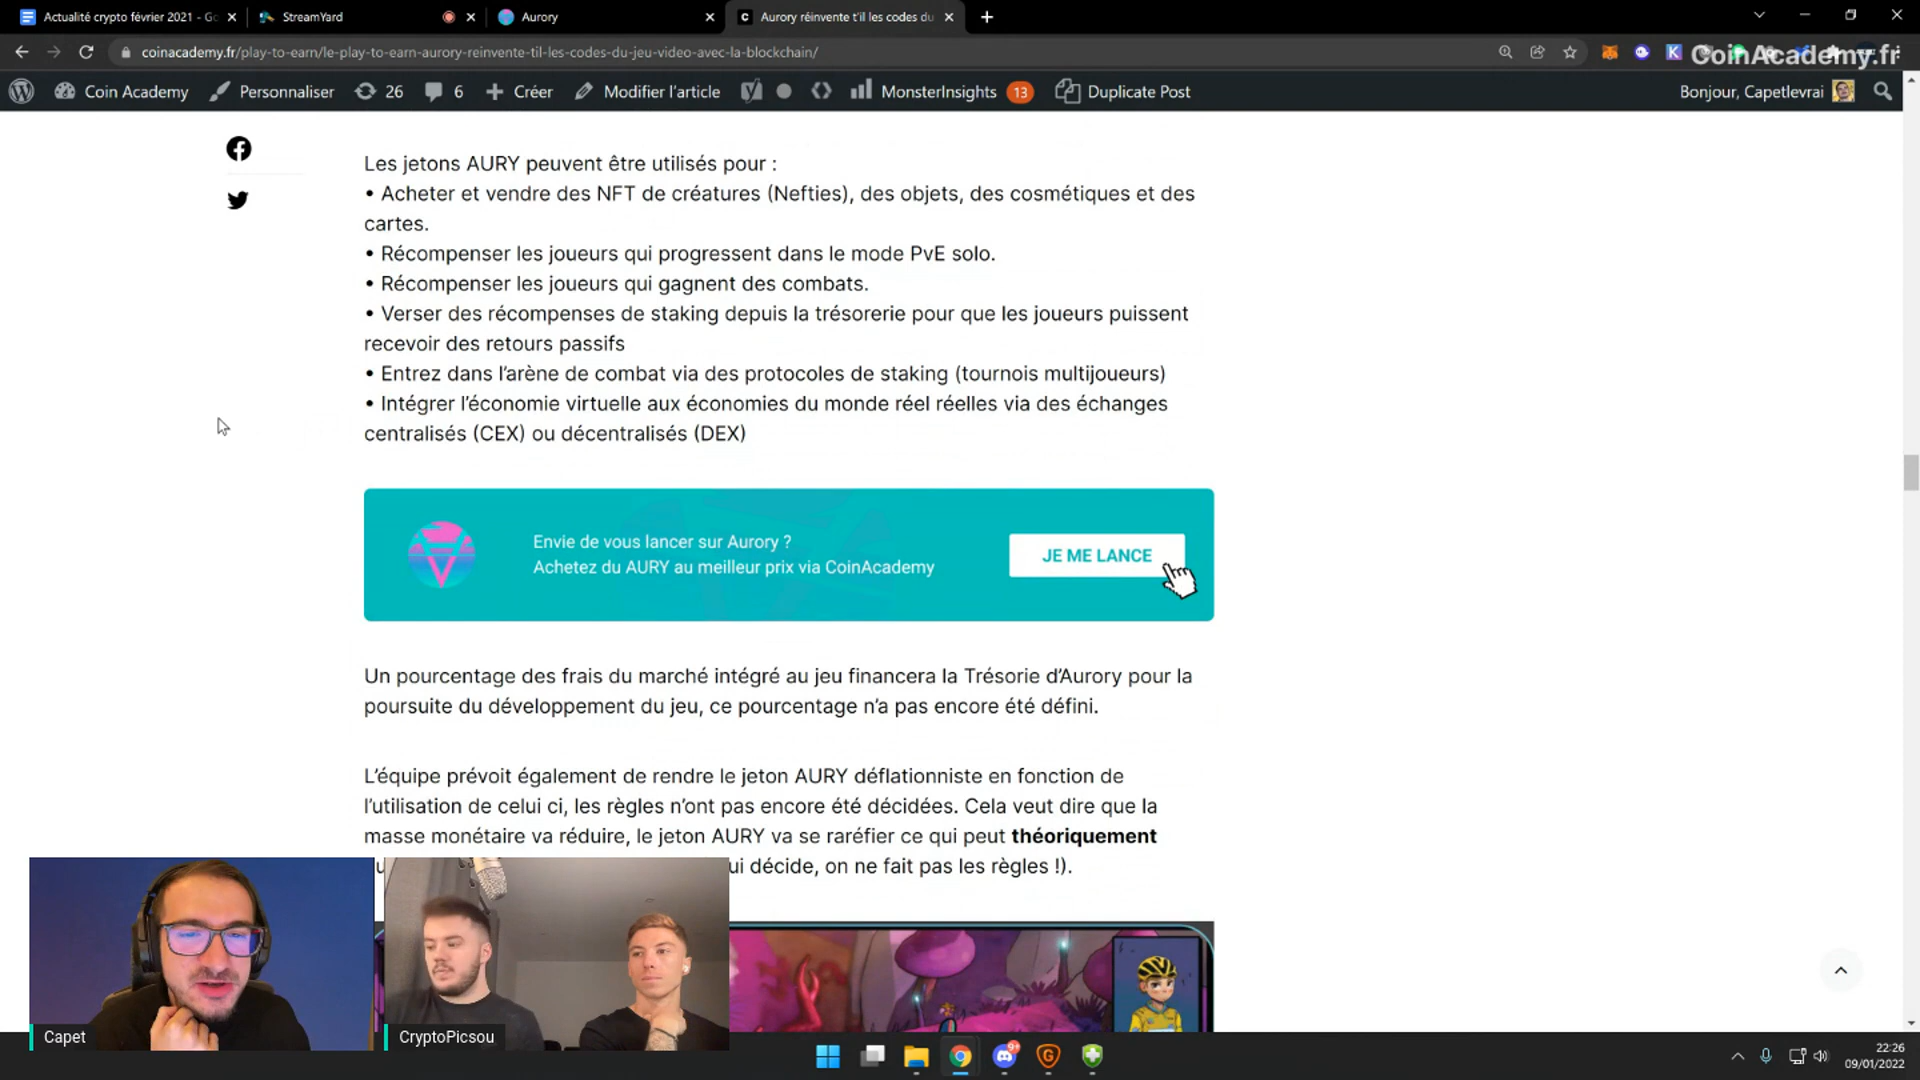 Actualité crypto février 2021 - Go
StreamYard
Aurory
Aurory réinvente t'il les codes du
coinacademy.fr/play-to-earn/le-play-to-earn-aurory-reinvente-til-les-codes-du-jeu-video-avec-la-blockchain/
CoinAcademy.fr
Coin Academy
Personnaliser
26
6
Créer
Modifier l'article
MonsterInsights
13
Duplicate Post
Bonjour, Capetlevrai
Les jetons AURY peuvent être utilisés pour :
• Acheter et vendre des NFT de créatures (Nefties), des objets, des cosmétiques et des
cartes.
• Récompenser les joueurs qui progressent dans le mode PvE solo.
• Récompenser les joueurs qui gagnent des combats.
• Verser des récompenses de staking depuis la trésorerie pour que les joueurs puissent
recevoir des retours passifs
• Entrez dans l'arène de combat via des protocoles de staking (tournois multijoueurs)
• Intégrer l'économie virtuelle aux économies du monde réel réelles via des échanges
centralisés (CEX) ou décentralisés (DEX)
Envie de vous lancer sur Aurory ?
Achetez du AURY au meilleur prix via CoinAcademy
JE ME LANCE
Un pourcentage des frais du marché intégré au jeu financera la Trésorie d'Aurory pour la
poursuite du développement du jeu, ce pourcentage n'a pas encore été défini.
L'équipe prévoit également de rendre le jeton AURY déflationniste en fonction de
l'utilisation de celui ci, les règles n'ont pas encore été décidées. Cela veut dire que la
masse monétaire va réduire, le jeton AURY va se raréfier ce qui peut théoriquement
ui décide, on ne fait pas les règles !).
Capet
CryptoPicsou
9+
22:26
09/01/2022